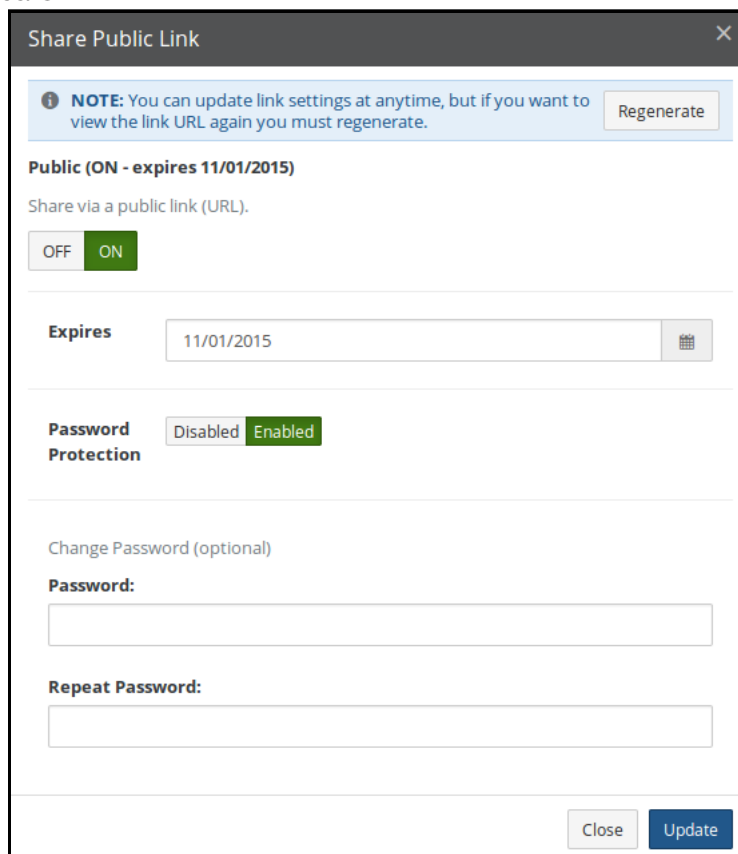 Share Public Link ×
NOTE: You can update link settings at anytime, but if you want to
view the link URL again you must regenerate.
Regenerate
Public (ON - expires 11/01/2015)
Share via a public link (URL).
OFF ON
Expires 11/01/2015
Password
Protection
Disabled Enabled
Change Password (optional)
Password:
Repeat Password:
Close Update